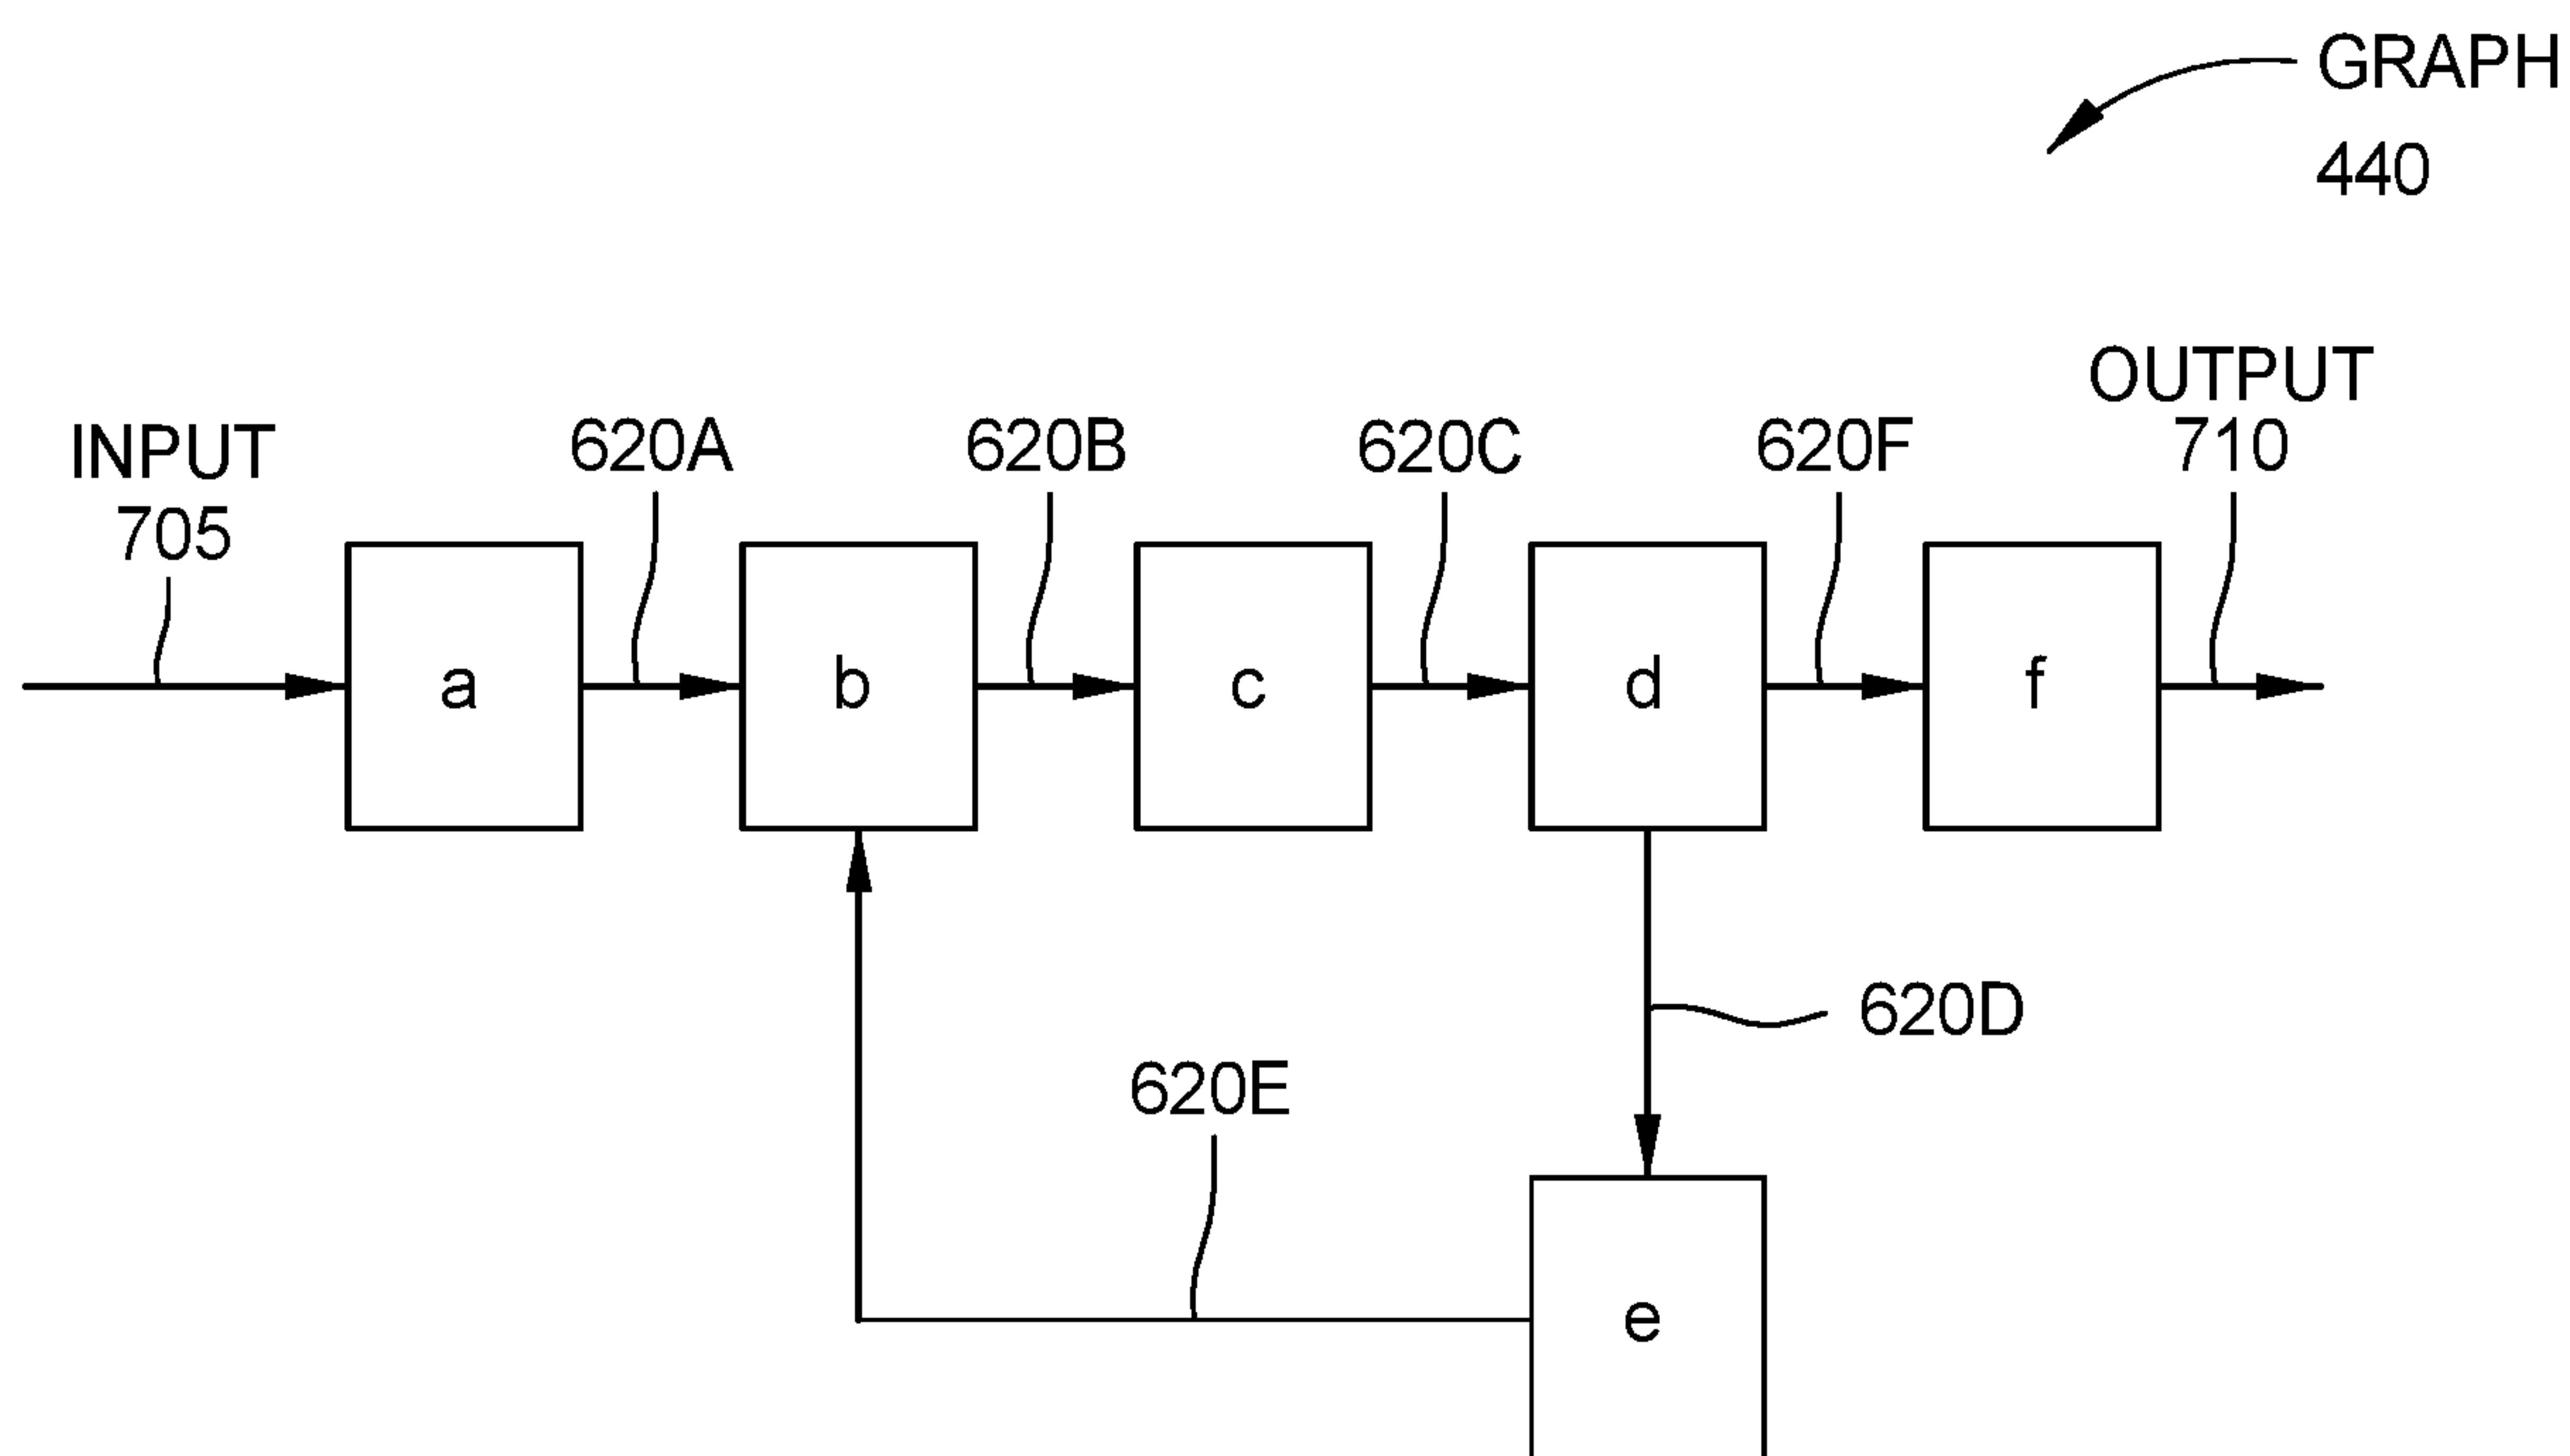 GRAPH
440
OUTPUT
710
INPUT
705
620A
620B
620C
620F
a
b
c
d
f
620D
620E
e